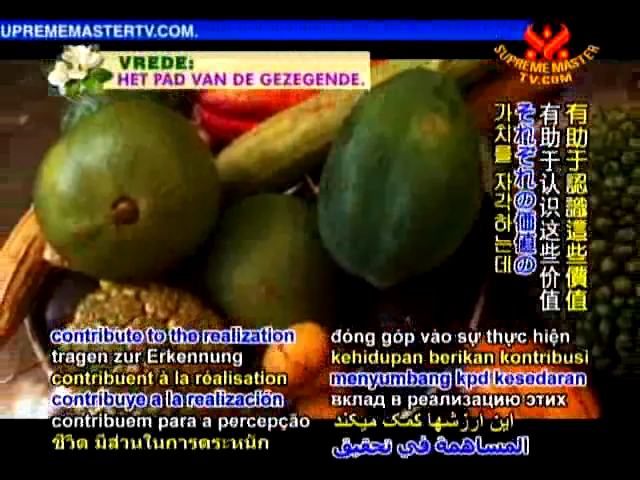 UPREMEMASTERTV.COM.
SUPREME MASTER
TV.COM
VREDE:
HET PAD VAN DE GEZEGENDE.
有助于認識這些價值
有助于认识这些价值
それぞれの価値の
가치를 자각하는데
contribute to the realization
tragen zur Erkennung
contribuent à la réalisation
contribuye a la realización
contribuem para a percepção
ชีวิต มีส่วนในการตระหนัก
đóng góp vào sự thực hiện
kehidupan berikan kontribusi
menyumbang kpd kesedaran
вклад в реализацию этих
این ارزشها کمک میکند
المساهمة في تحقيق